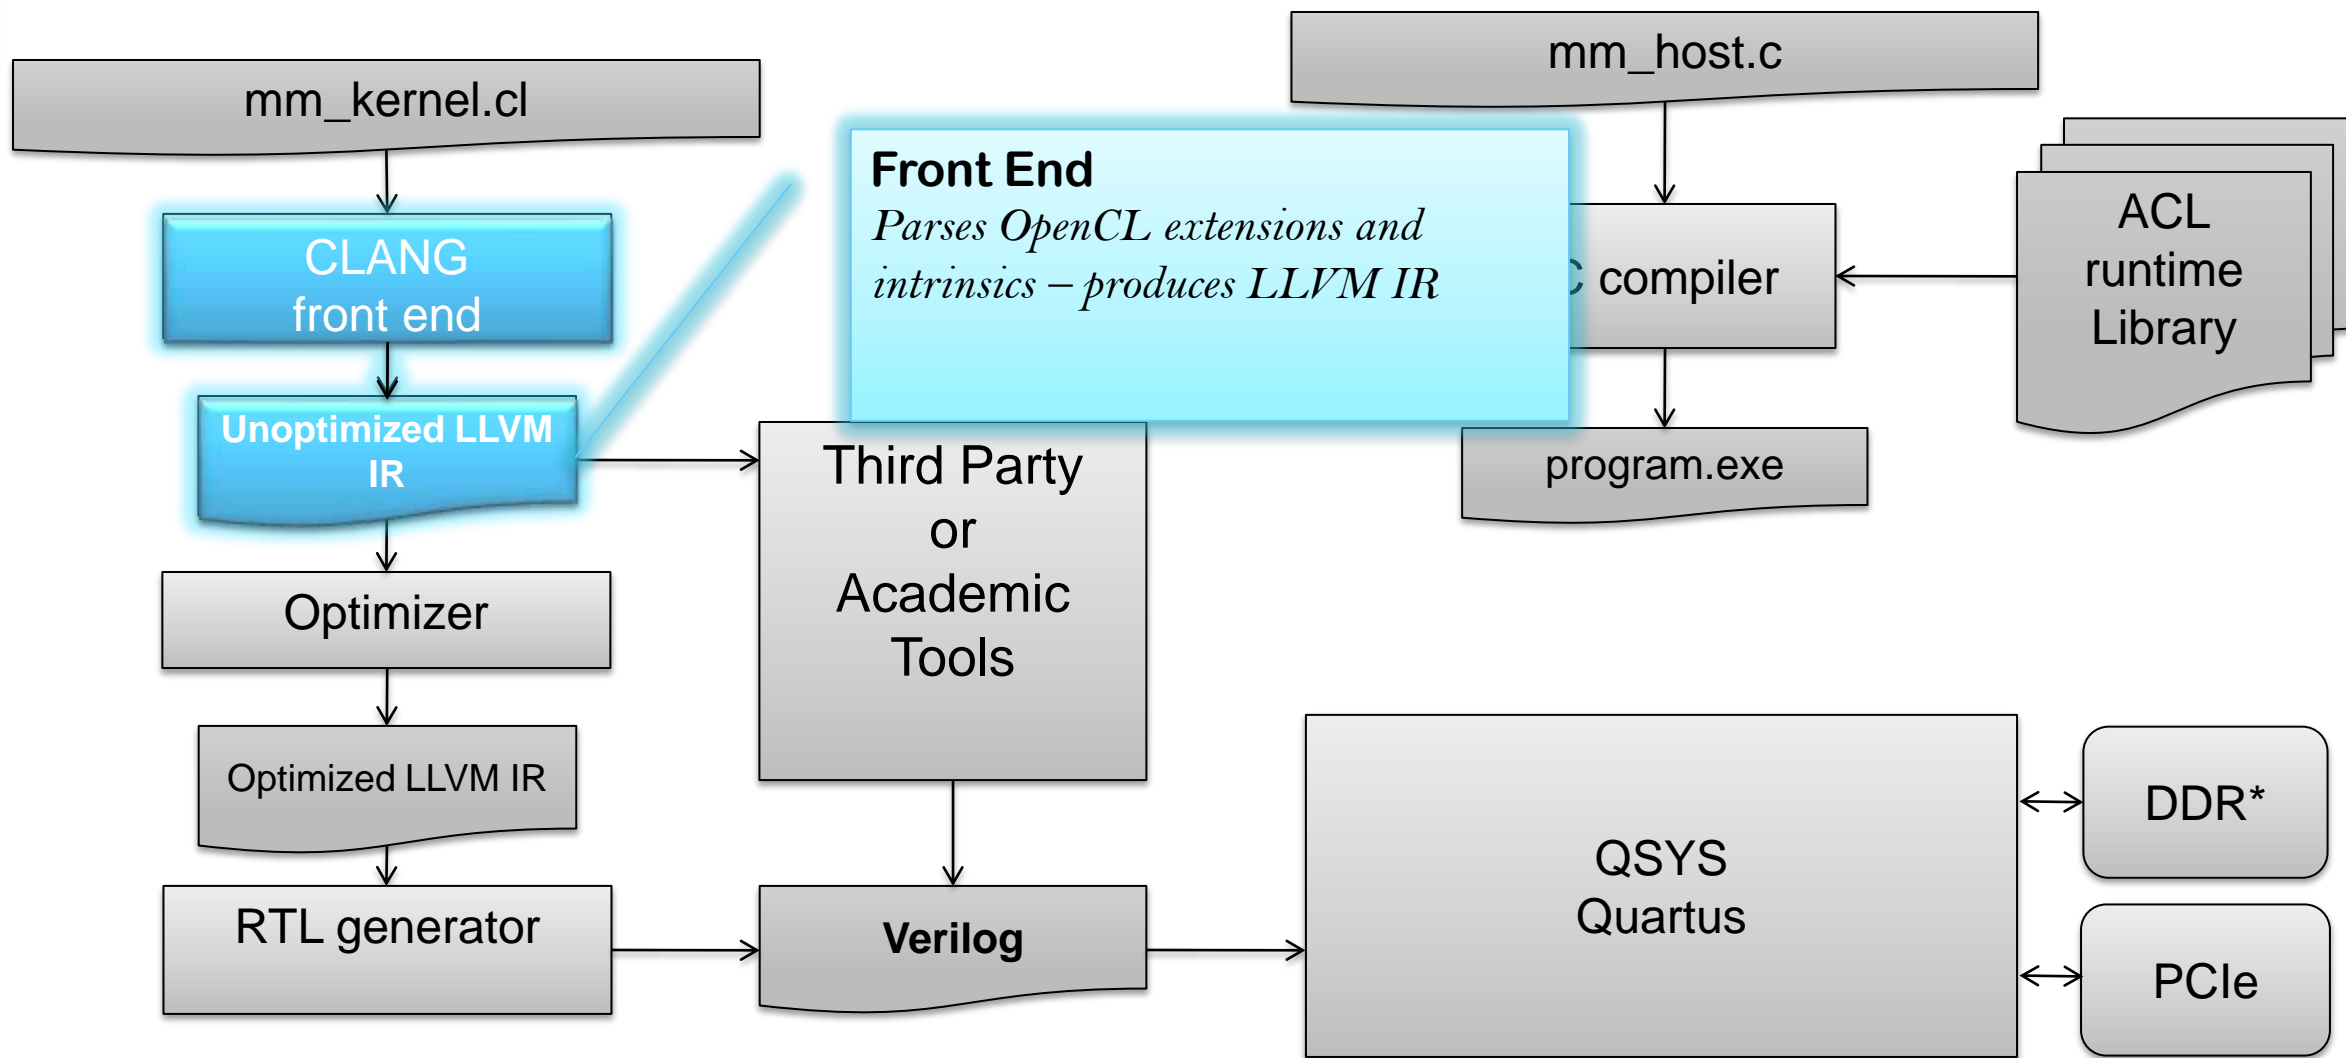 mm_kernel.cl
mm_host.c
CLANG
front end
Front End
Parses OpenCL extensions and
intrinsics – produces LLVM IR
C compiler
ACL
runtime
Library
Unoptimized LLVM
IR
Third Party
or
Academic
Tools
program.exe
Optimizer
Optimized LLVM IR
RTL generator
Verilog
QSYS
Quartus
DDR*
PCIe